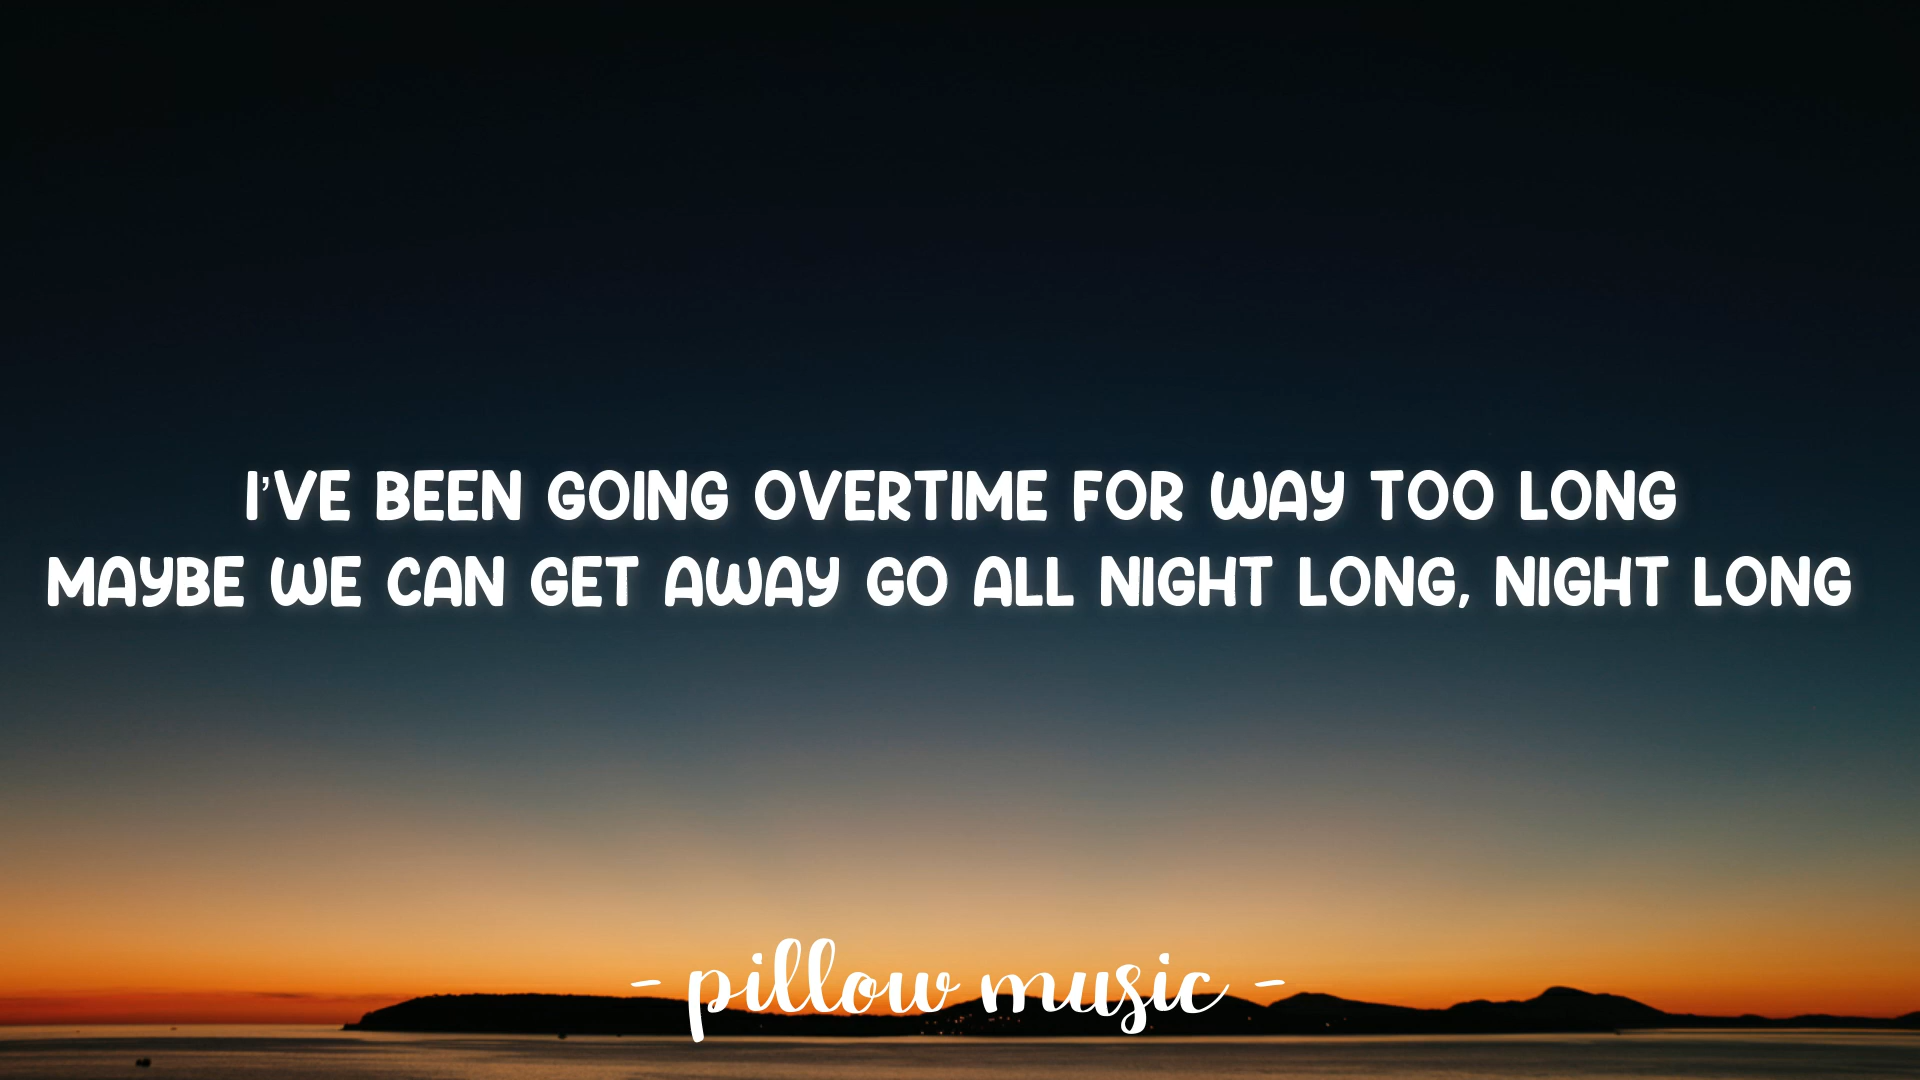 I'VE BEEN GOING OVERTIME FOR WAY TOO LONG
MAYBE WE CAN GET AWAY GO ALL NIGHT LONG, NIGHT LONG
- pillow music -